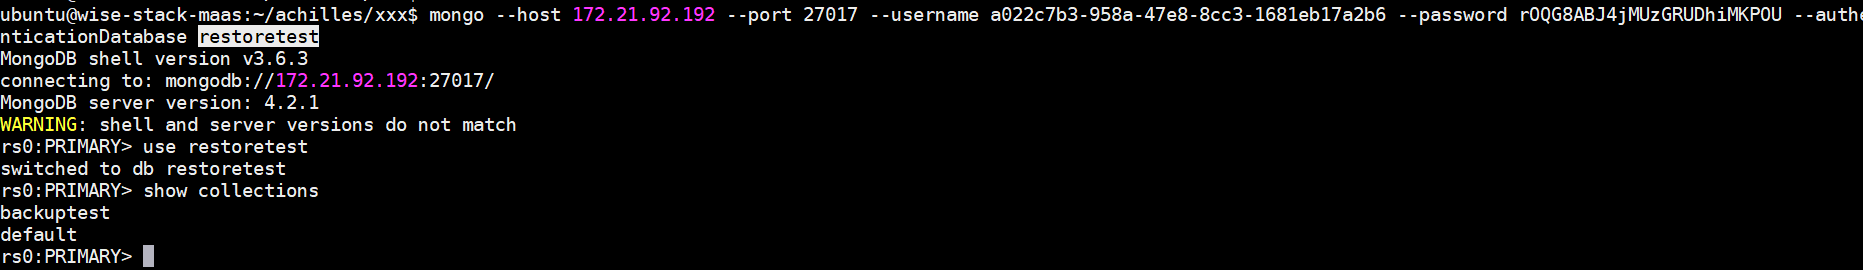 ubuntu@wise-stack-maas:~/achilles/xxx$ mongo --host 172.21.92.192 --port 27017 --username a022c7b3-958a-47e8-8cc3-1681eb17a2b6 --password rOQG8ABJ4jMUzGRUDhiMKPOU --authe
nticationDatabase restoretest
MongoDB shell version v3.6.3
connecting to: mongodb://172.21.92.192:27017/
MongoDB server version: 4.2.1
WARNING: shell and server versions do not match
rs0:PRIMARY> use restoretest
switched to db restoretest
rs0:PRIMARY> show collections
backuptest
default
rs0:PRIMARY>